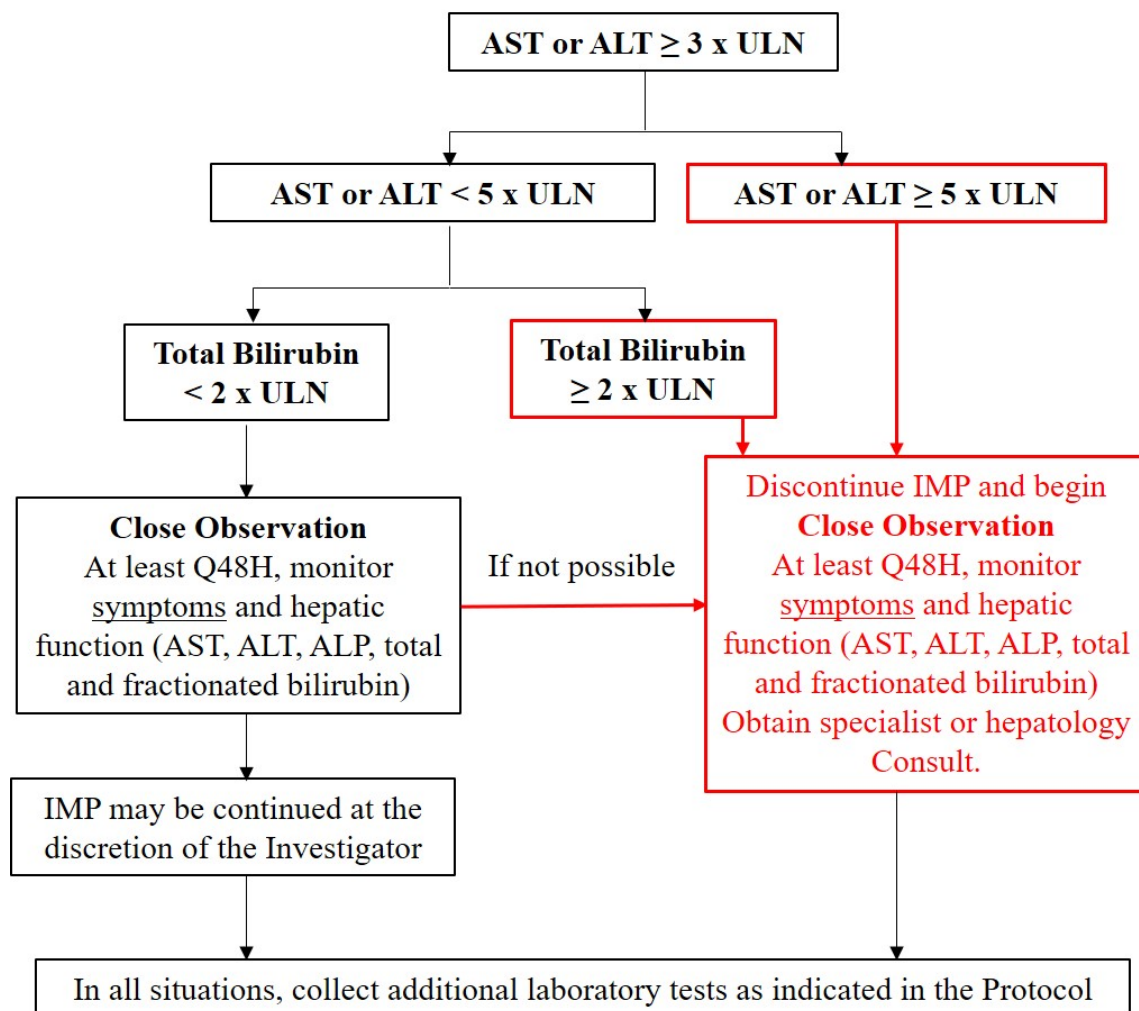 AST or ALT ≥ 3 x ULN
AST or ALT < 5 x ULN
AST or ALT ≥ 5 x ULN
Total Bilirubin
< 2 x ULN
Total Bilirubin
≥ 2 x ULN
Close Observation
At least Q48H, monitor
symptoms and hepatic
function (AST, ALT, ALP, total
and fractionated bilirubin)
If not possible
Discontinue IMP and begin
Close Observation
At least Q48H, monitor
symptoms and hepatic
function (AST, ALT, ALP, total
and fractionated bilirubin)
Obtain specialist or hepatology
Consult.
IMP may be continued at the
discretion of the Investigator
In all situations, collect additional laboratory tests as indicated in the Protocol